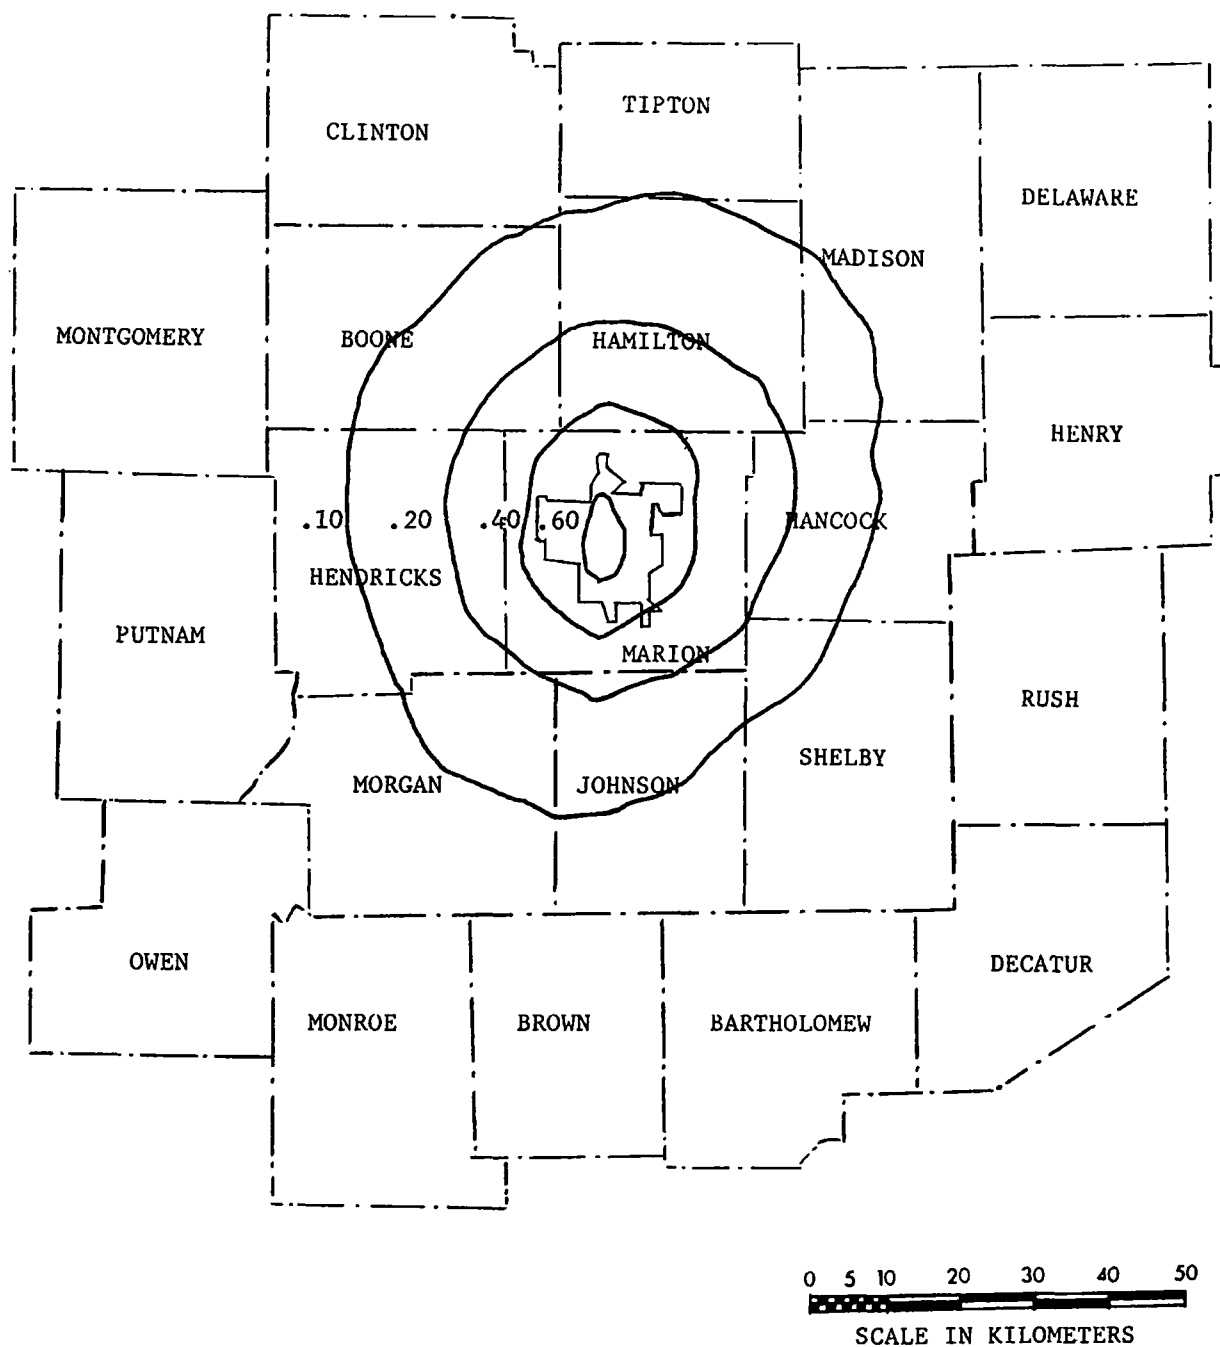 TIPTON
CLINTON
DELAWARE
MADISON
MONTGOMERY
BOONE
HAMILTON
HENRY
.10 .20 .40 .60
HANCOCK
HENDRICKS
PUTNAM
MARION
RUSH
SHELBY
MORGAN
JOHNSON
OWEN
DECATUR
MONROE
BROWN
BARTHOLOMEW
0 5 10 20 30 40 50
SCALE IN KILOMETERS